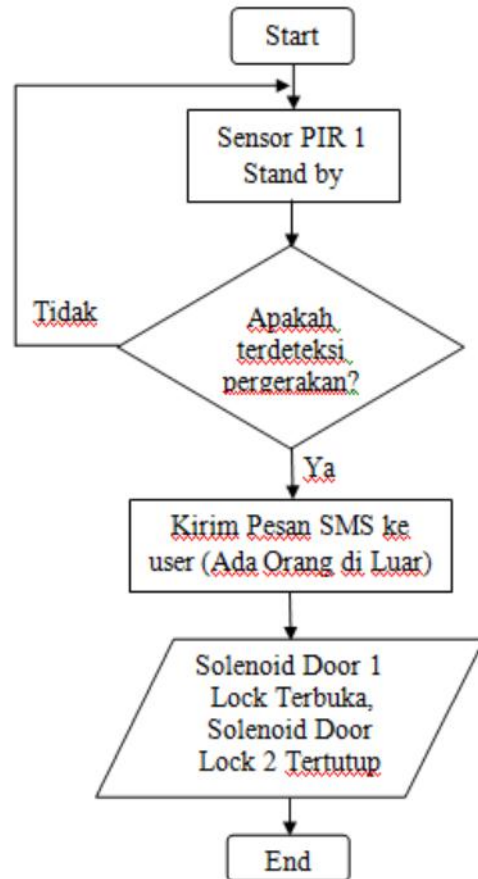 Start
Sensor PIR 1
Stand by
Tidak
Apakah
terdeteksi
pergerakan?
Ya
Kirim Pesan SMS ke
user (Ada Orang di Luar)
Solenoid Door 1
Lock Terbuka,
Solenoid Door
Lock 2 Tertutup
End